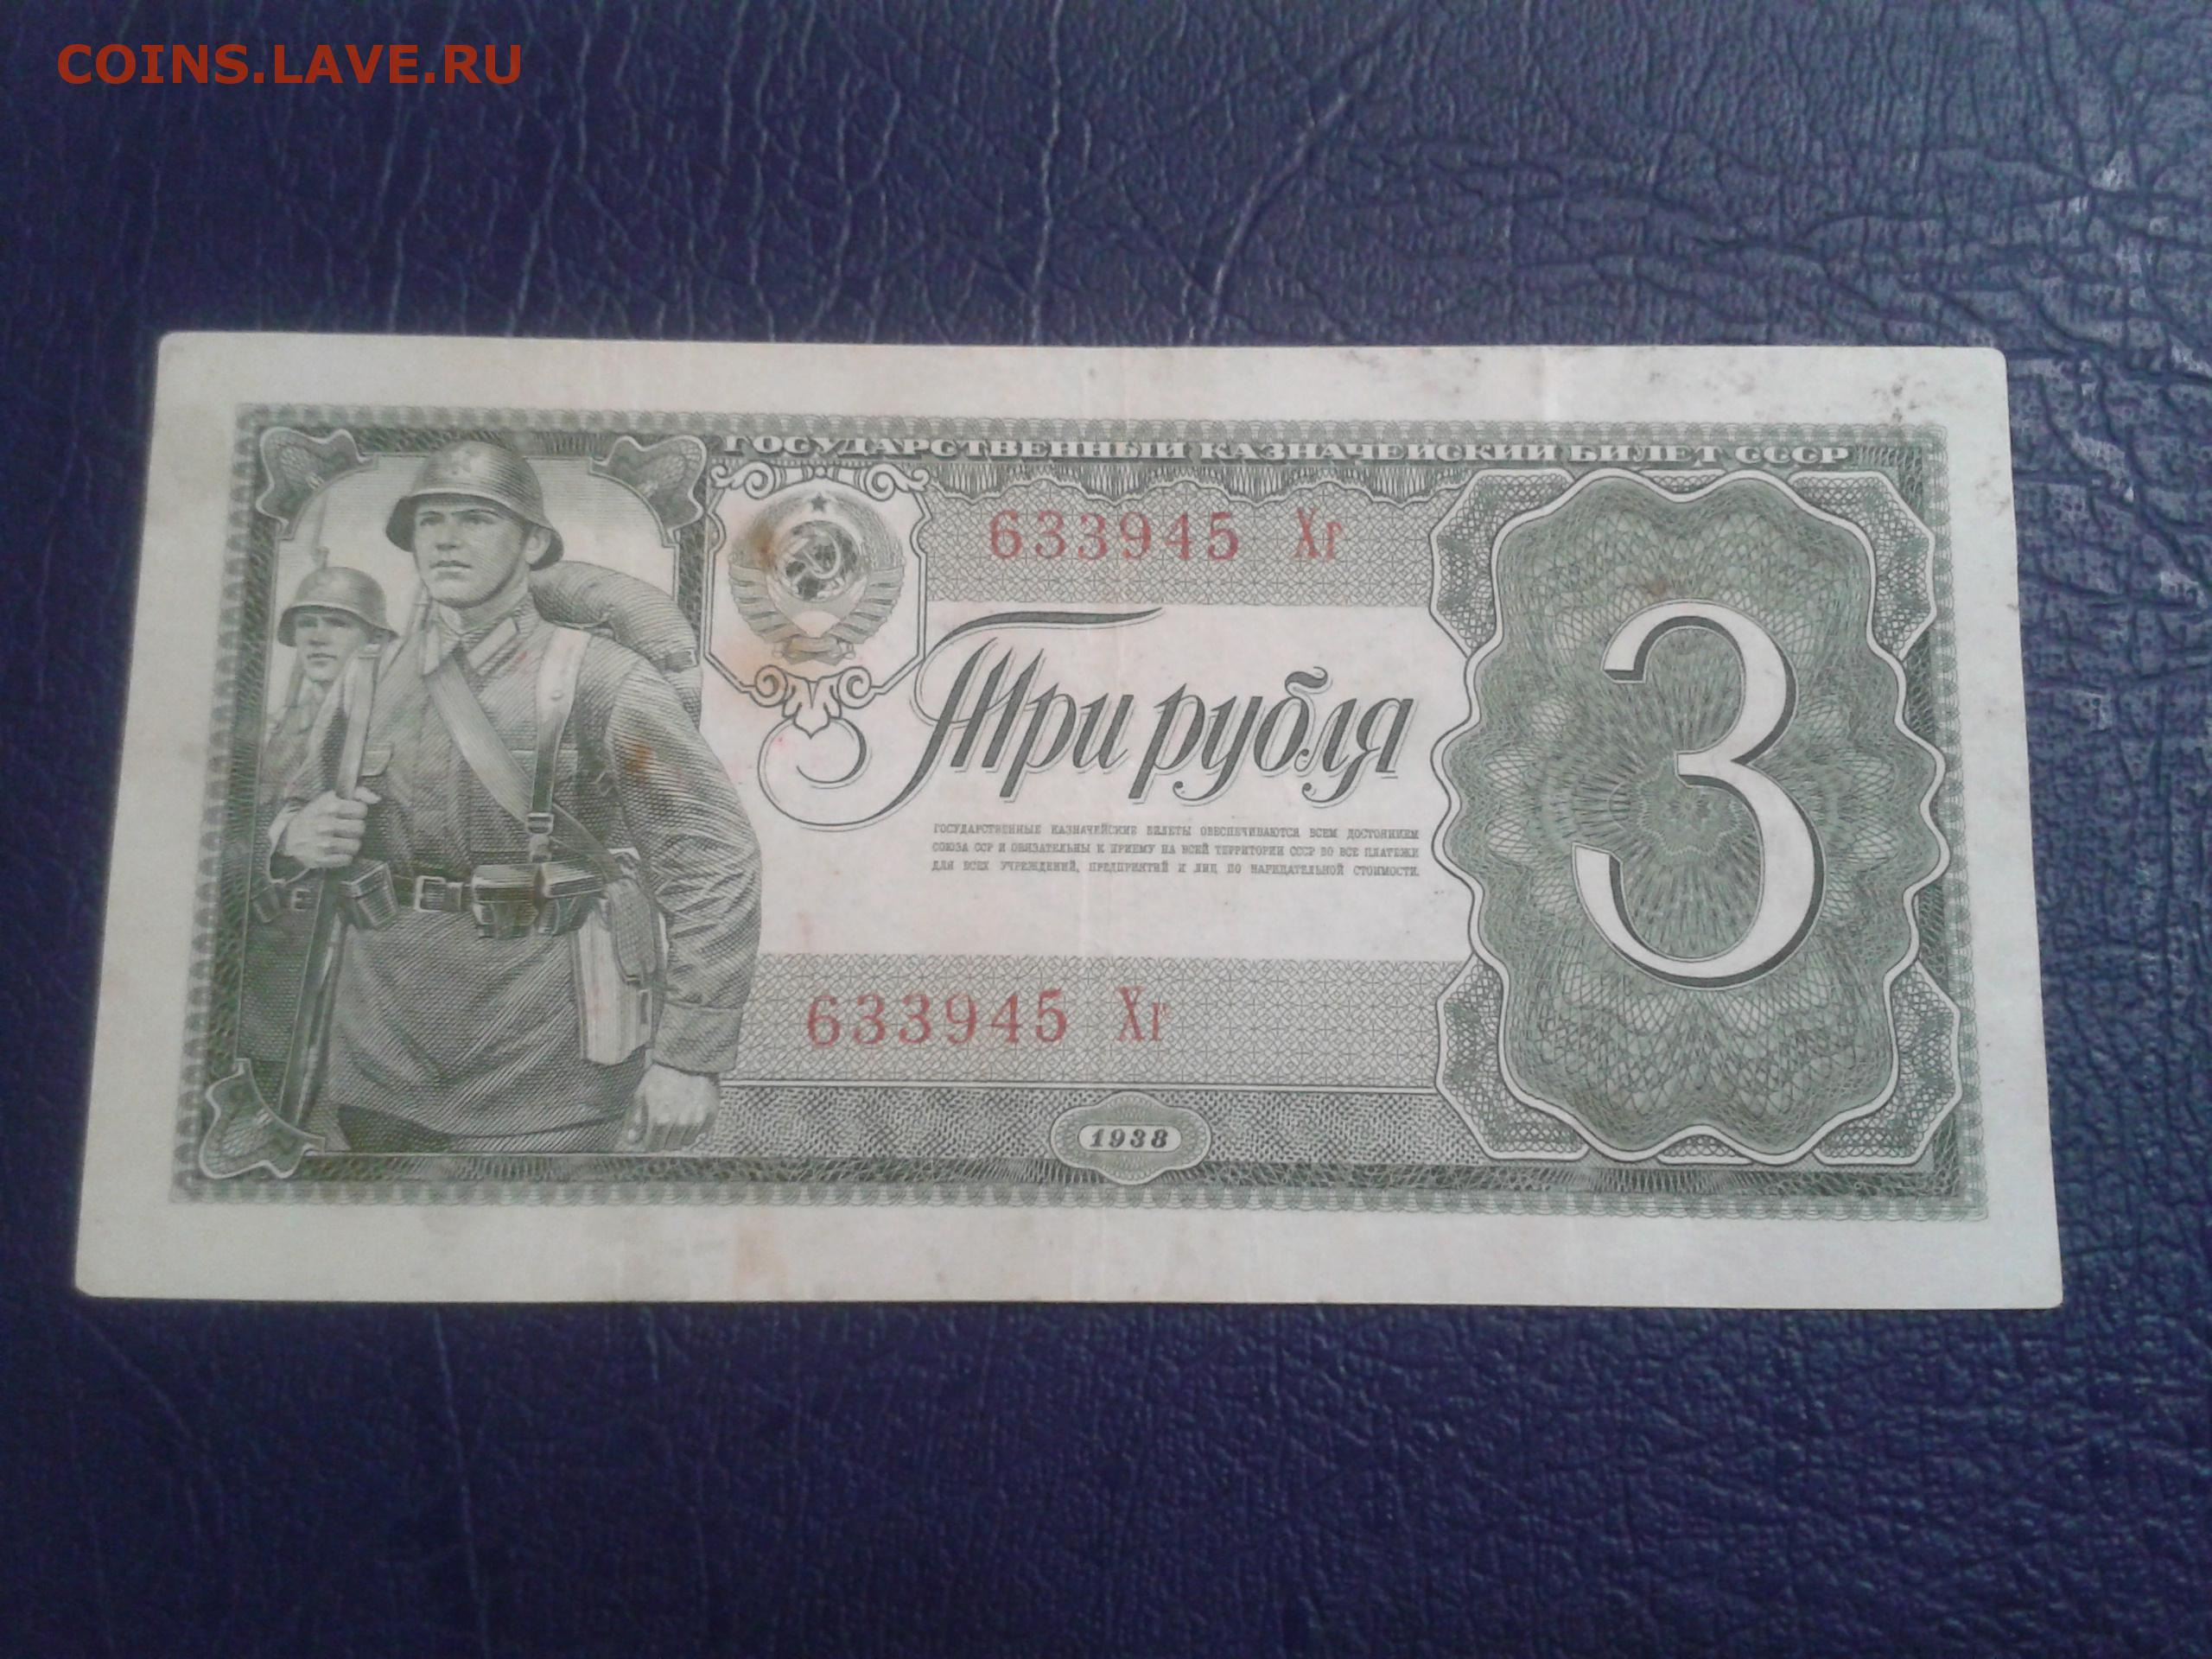 COINS.LAVE.RU
ГОСУДАРСТВЕННЫЙ КАЗНАЧЕЙСКИЙ БИЛЕТ СССР
633945 Хг
Три рубля
3
ГОСУДАРСТВЕННЫЕ КАЗНАЧЕЙСКИЕ БИЛЕТЫ ОБЕСПЕЧИВАЮТСЯ ВСЕМ ДОСТОЯНИЕМ
СОЮЗА ССР И ОБЯЗАТЕЛЬНЫ К ПРИЕМУ НА ВСЕЙ ТЕРРИТОРИИ СССР ВО ВСЕ ПЛАТЕЖИ
ДЛЯ ВСЕХ УЧРЕЖДЕНИЙ, ПРЕДПРИЯТИЙ И ЛИЦ ПО НАРИЦАТЕЛЬНОЙ СТОИМОСТИ.
633945 Хг
1938